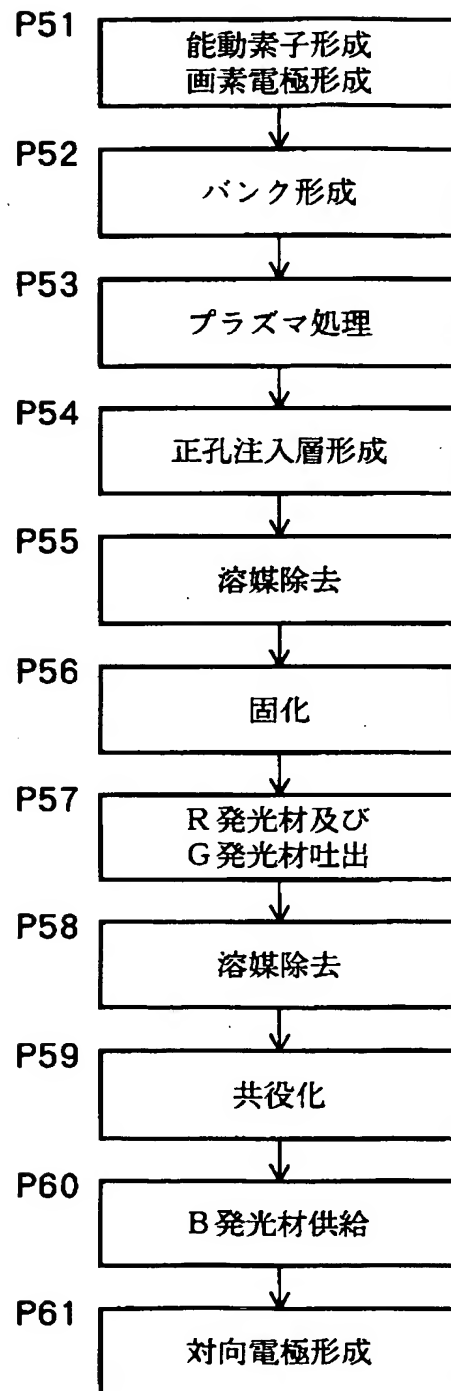 P51
能動素子形成
画素電極形成
P52
バンク形成
P53
プラズマ処理
P54
正孔注入層形成
P55
溶媒除去
P56
固化
P57
R発光材及び
G発光材吐出
P58
溶媒除去
P59
共役化
P60
B発光材供給
P61
対向電極形成